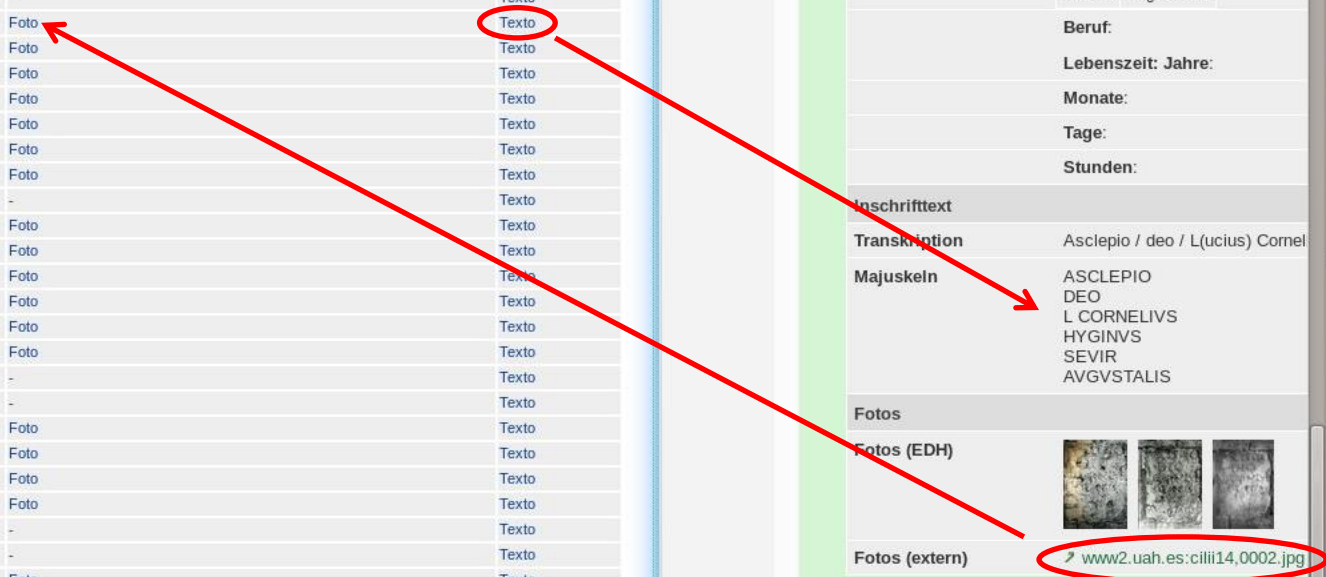 Texto
Foto Texto
Foto Texto
Foto Texto
Foto Texto
Foto Texto
Foto Texto
Foto Texto
- Texto
Foto Texto
Foto Texto
Foto Texto
Foto Texto
Foto Texto
Foto Texto
- Texto
- Texto
Foto Texto
Foto Texto
Foto Texto
Foto Texto
- Texto
- Texto
Beruf:
Lebenszeit: Jahre:
Monate:
Tage:
Stunden:
Inschrifttext
Transkription Asclepio / deo / L(ucius) Cornel
Majuskeln ASCLEPIO
DEO
L CORNELIVS
HYGINVS
SEVIR
AVGVSTALIS
Fotos
Fotos (EDH)
Fotos (extern) www2.uah.es:cilii14,0002.jpg